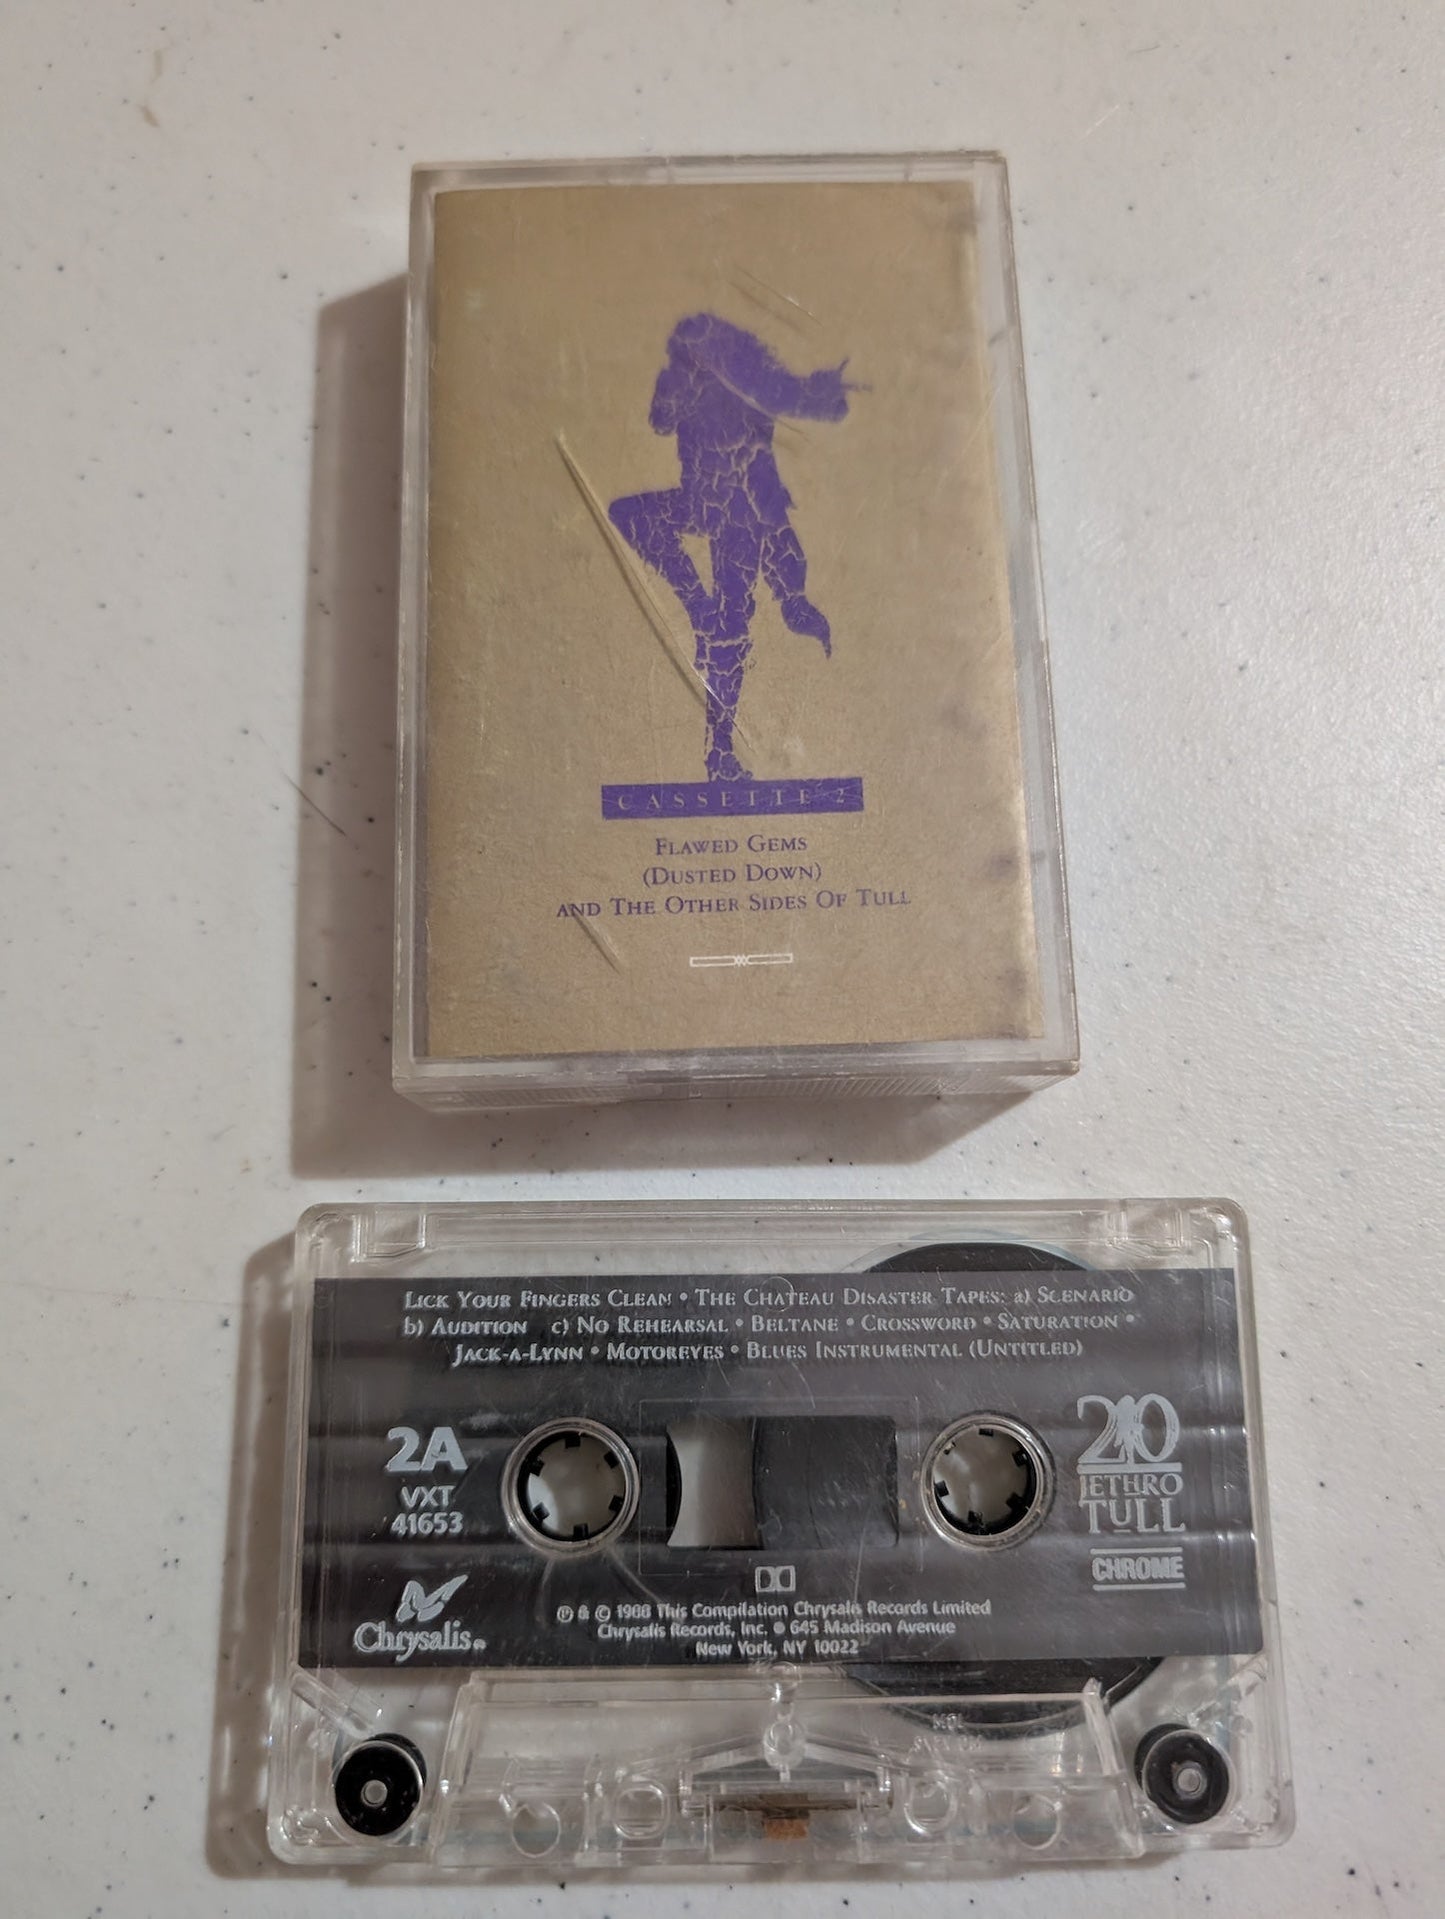 CASSETTE 2
FLAWED GEMS
(DUSTED DOWN)
AND THE OTHER SIDES OF TULL
LICK YOUR FINGERS CLEAN • THE CHATEAU DISASTER TAPES: a) SCENARIO
b) AUDITION c) NO REHEARSAL • BELTANE • CROSSWORD • SATURATION •
JACK-A-LYNN • MOTOREYES • BLUES INSTRUMENTAL (UNTITLED)
2A
VXT
41653
20
JETHRO
TULL
CHROME
Chrysalis
℗ & © 1988 This Compilation Chrysalis Records Limited
Chrysalis Records, Inc. • 645 Madison Avenue
New York, NY 10022